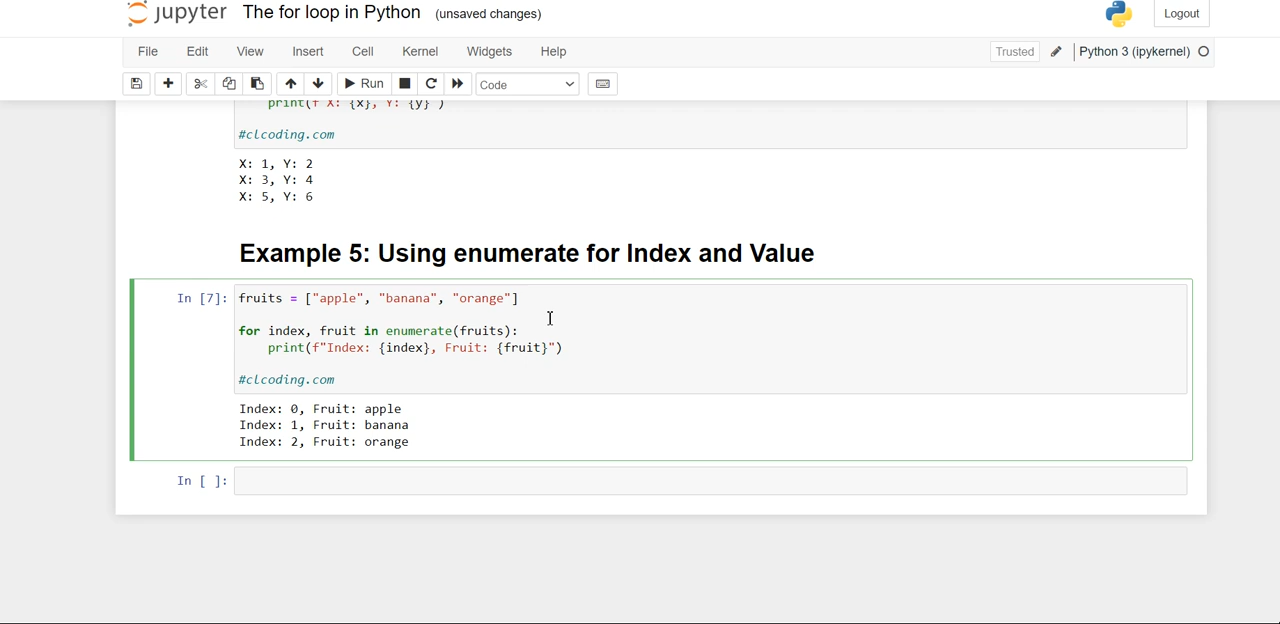 jupyter The for loop in Python (unsaved changes) Logout
File Edit View Insert Cell Kernel Widgets Help Trusted Python 3 (ipykernel)
Run Code
print(f"X: {x}, Y: {y}")
#clcoding.com
X: 1, Y: 2
X: 3, Y: 4
X: 5, Y: 6
Example 5: Using enumerate for Index and Value
In [7]: fruits = ["apple", "banana", "orange"]
for index, fruit in enumerate(fruits):
print(f"Index: {index}, Fruit: {fruit}")
#clcoding.com
Index: 0, Fruit: apple
Index: 1, Fruit: banana
Index: 2, Fruit: orange
In [ ]: